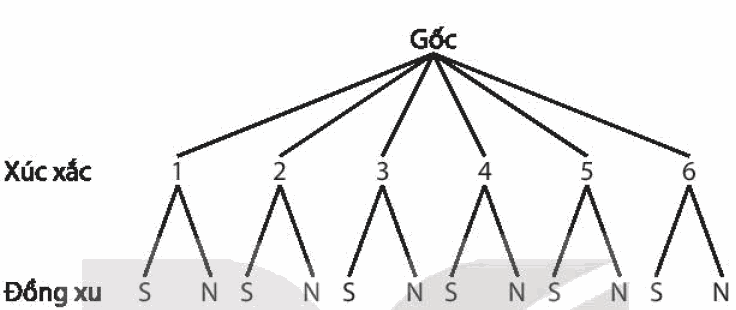 Gốc
Xúc xắc 1 2 3 4 5 6
Đồng xu S N S N S N S N S N S N